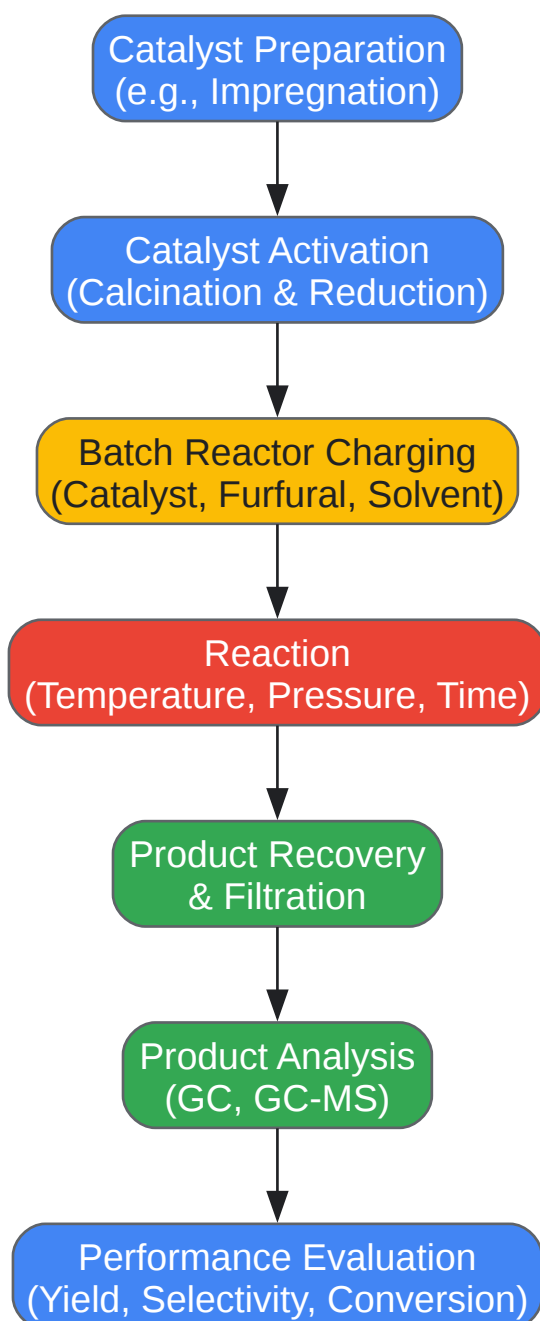 Catalyst Preparation
(e.g., Impregnation)
Catalyst Activation
(Calcination & Reduction)
Batch Reactor Charging
(Catalyst, Furfural, Solvent)
Reaction
(Temperature, Pressure, Time)
Product Recovery
& Filtration
Product Analysis
(GC, GC-MS)
Performance Evaluation
(Yield, Selectivity, Conversion)